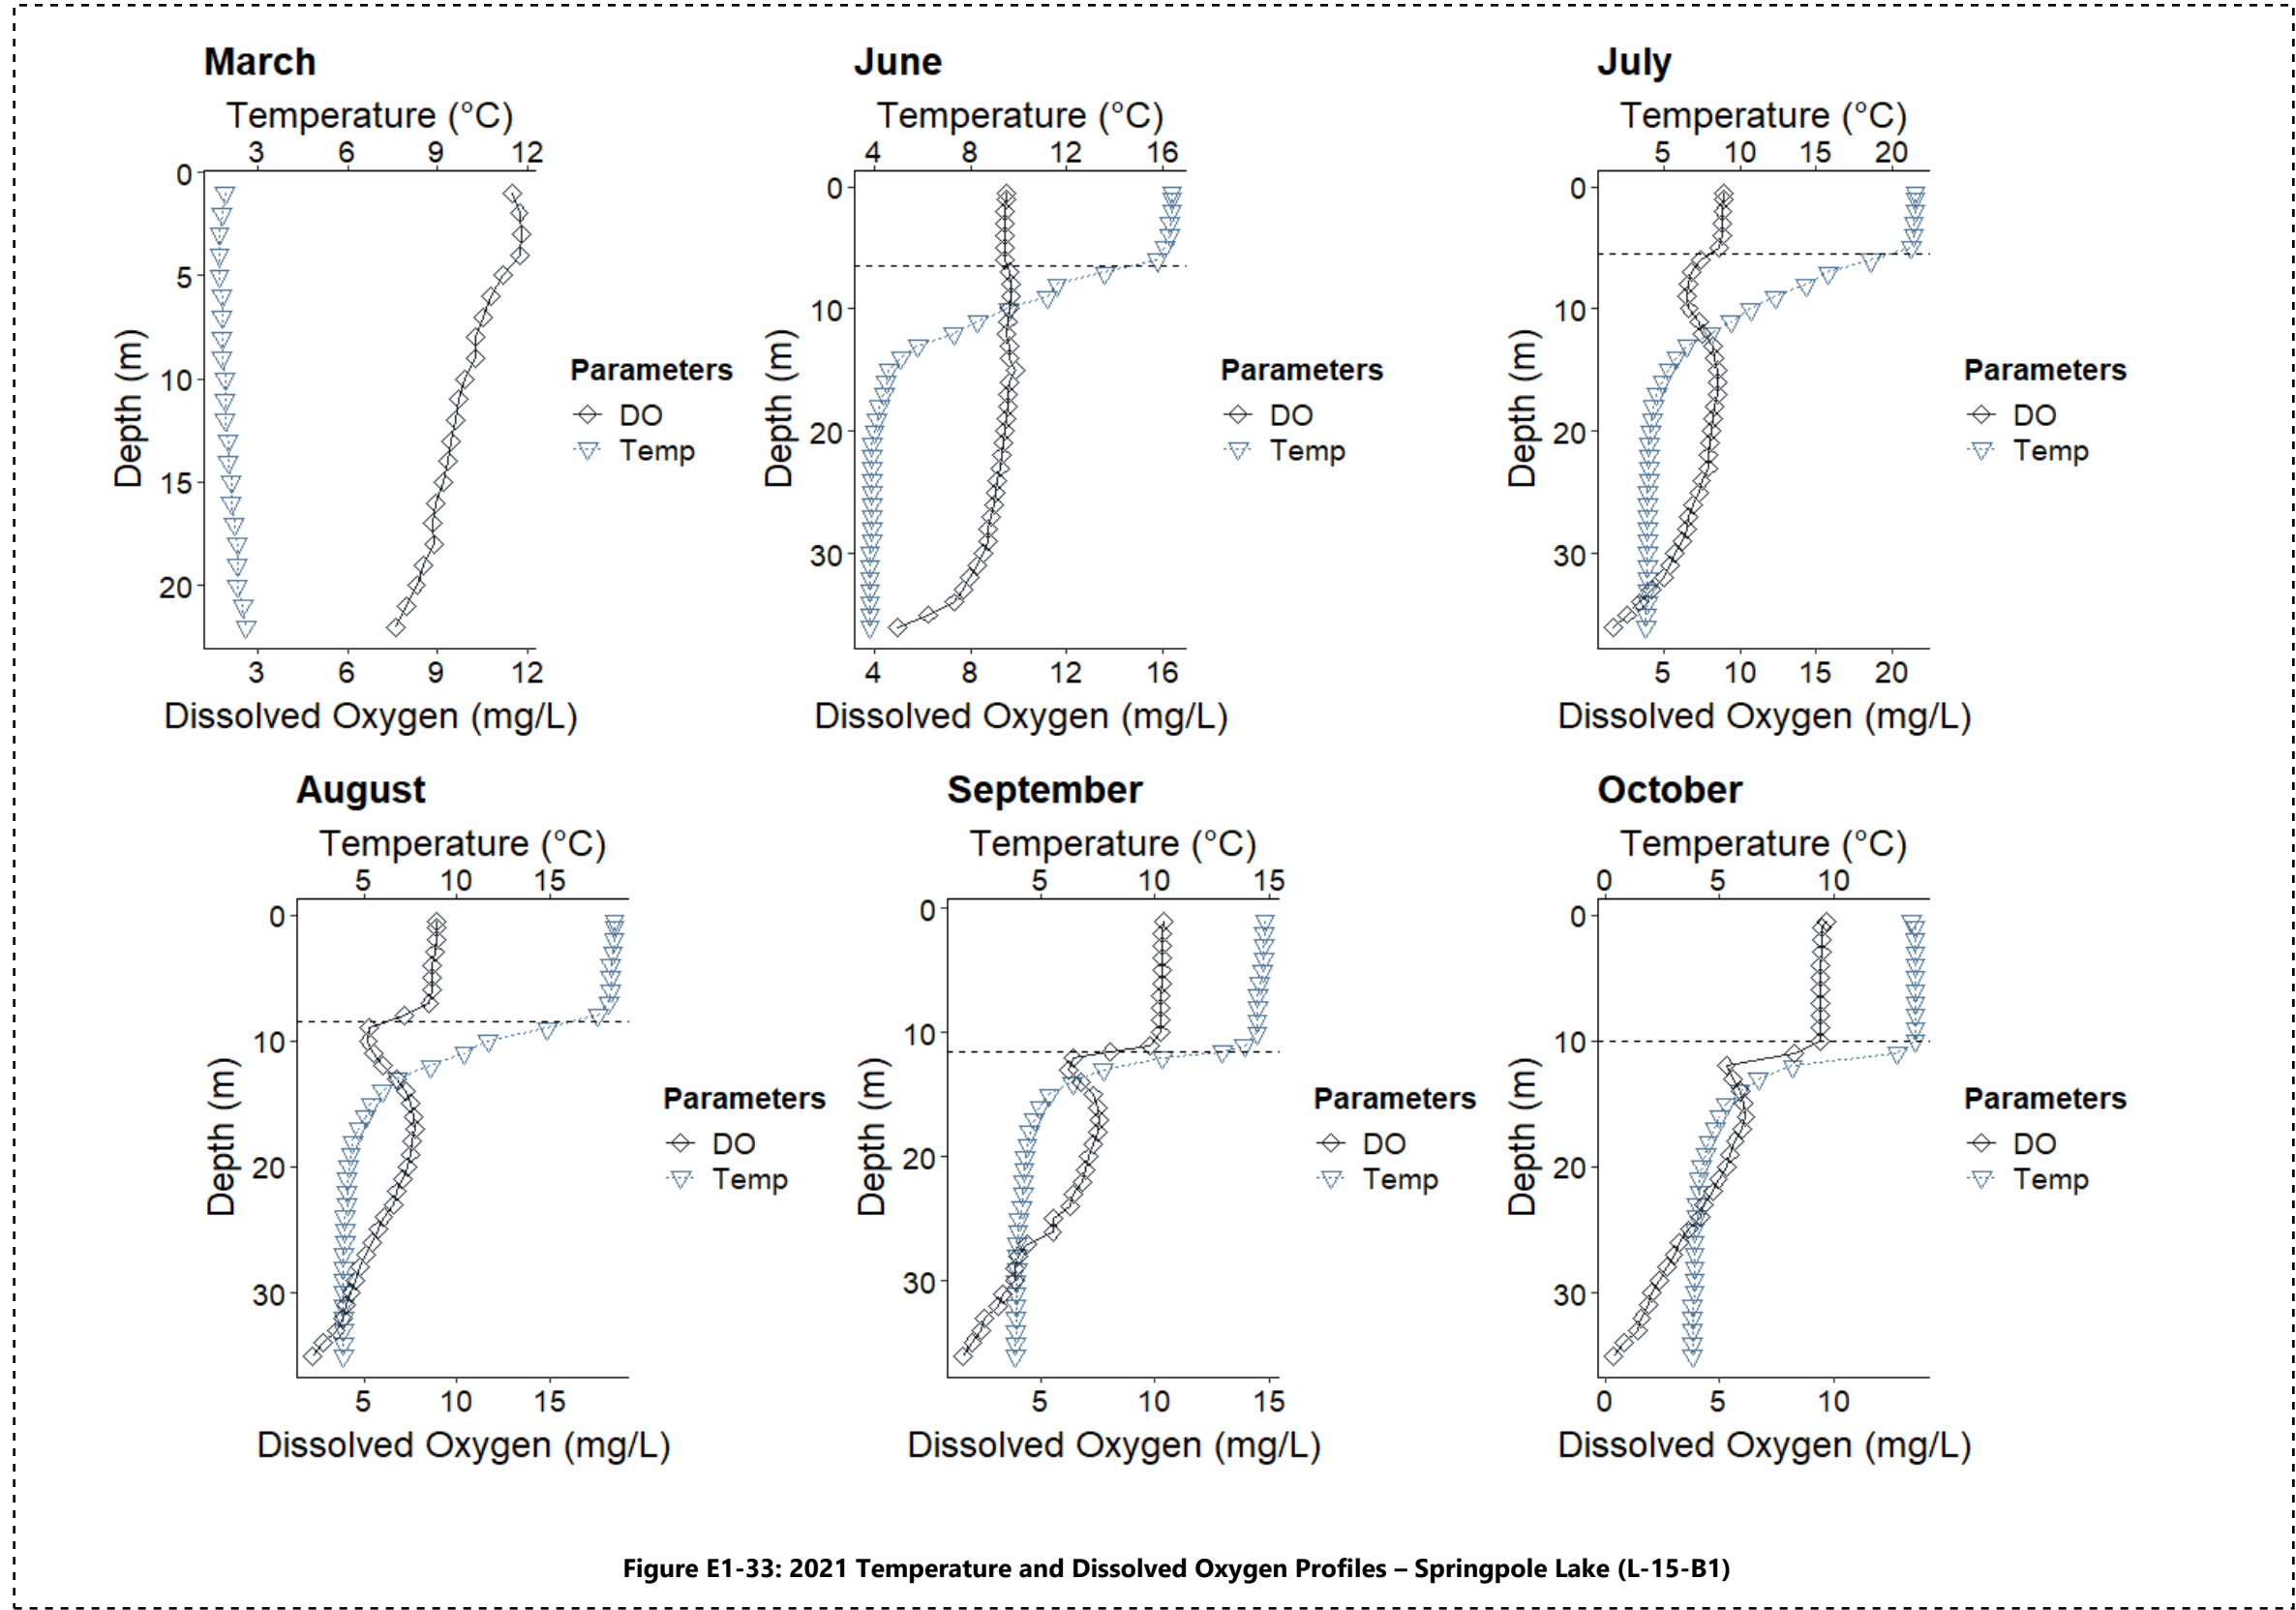 March
Temperature (°C)
3 6 9 12
0
5
10
15
20
Depth (m)
3 6 9 12
Dissolved Oxygen (mg/L)
Parameters
DO
Temp
June
Temperature (°C)
4 8 12 16
0
10
20
30
Depth (m)
4 8 12 16
Dissolved Oxygen (mg/L)
Parameters
DO
Temp
July
Temperature (°C)
5 10 15 20
0
10
20
30
Depth (m)
5 10 15 20
Dissolved Oxygen (mg/L)
Parameters
DO
Temp
August
Temperature (°C)
5 10 15
0
10
20
30
Depth (m)
5 10 15
Dissolved Oxygen (mg/L)
Parameters
DO
Temp
September
Temperature (°C)
5 10 15
0
10
20
30
Depth (m)
5 10 15
Dissolved Oxygen (mg/L)
Parameters
DO
Temp
October
Temperature (°C)
0 5 10
0
10
20
30
Depth (m)
0 5 10
Dissolved Oxygen (mg/L)
Parameters
DO
Temp
Figure E1-33: 2021 Temperature and Dissolved Oxygen Profiles – Springpole Lake (L-15-B1)